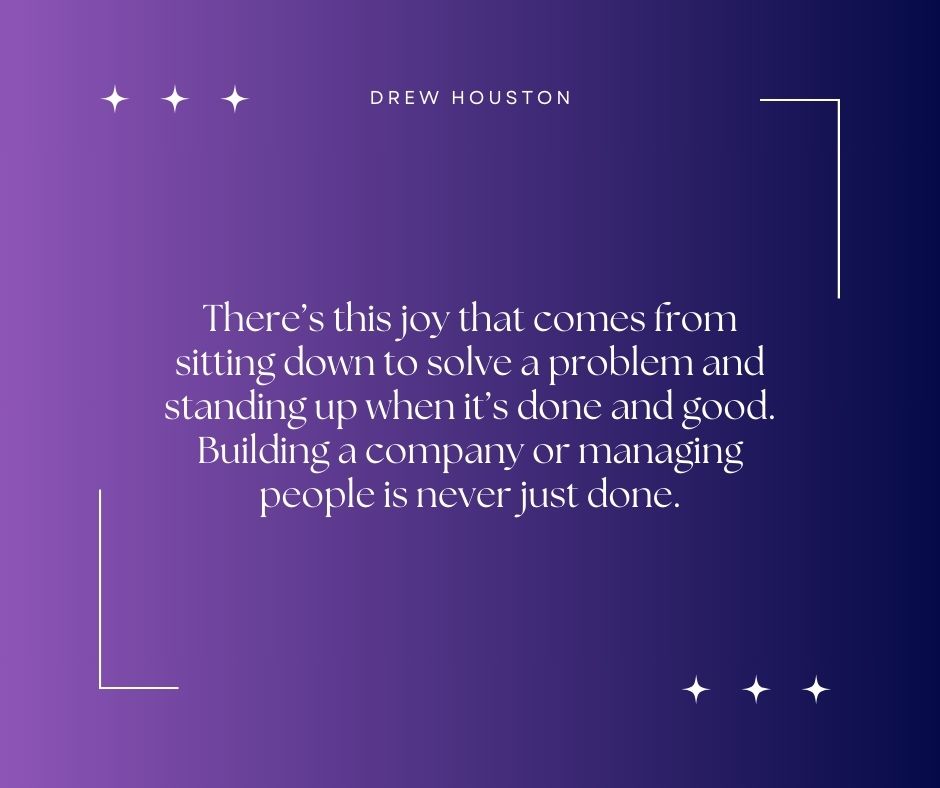 DREW HOUSTON
There’s this joy that comes from
sitting down to solve a problem and
standing up when it’s done and good.
Building a company or managing
people is never just done.